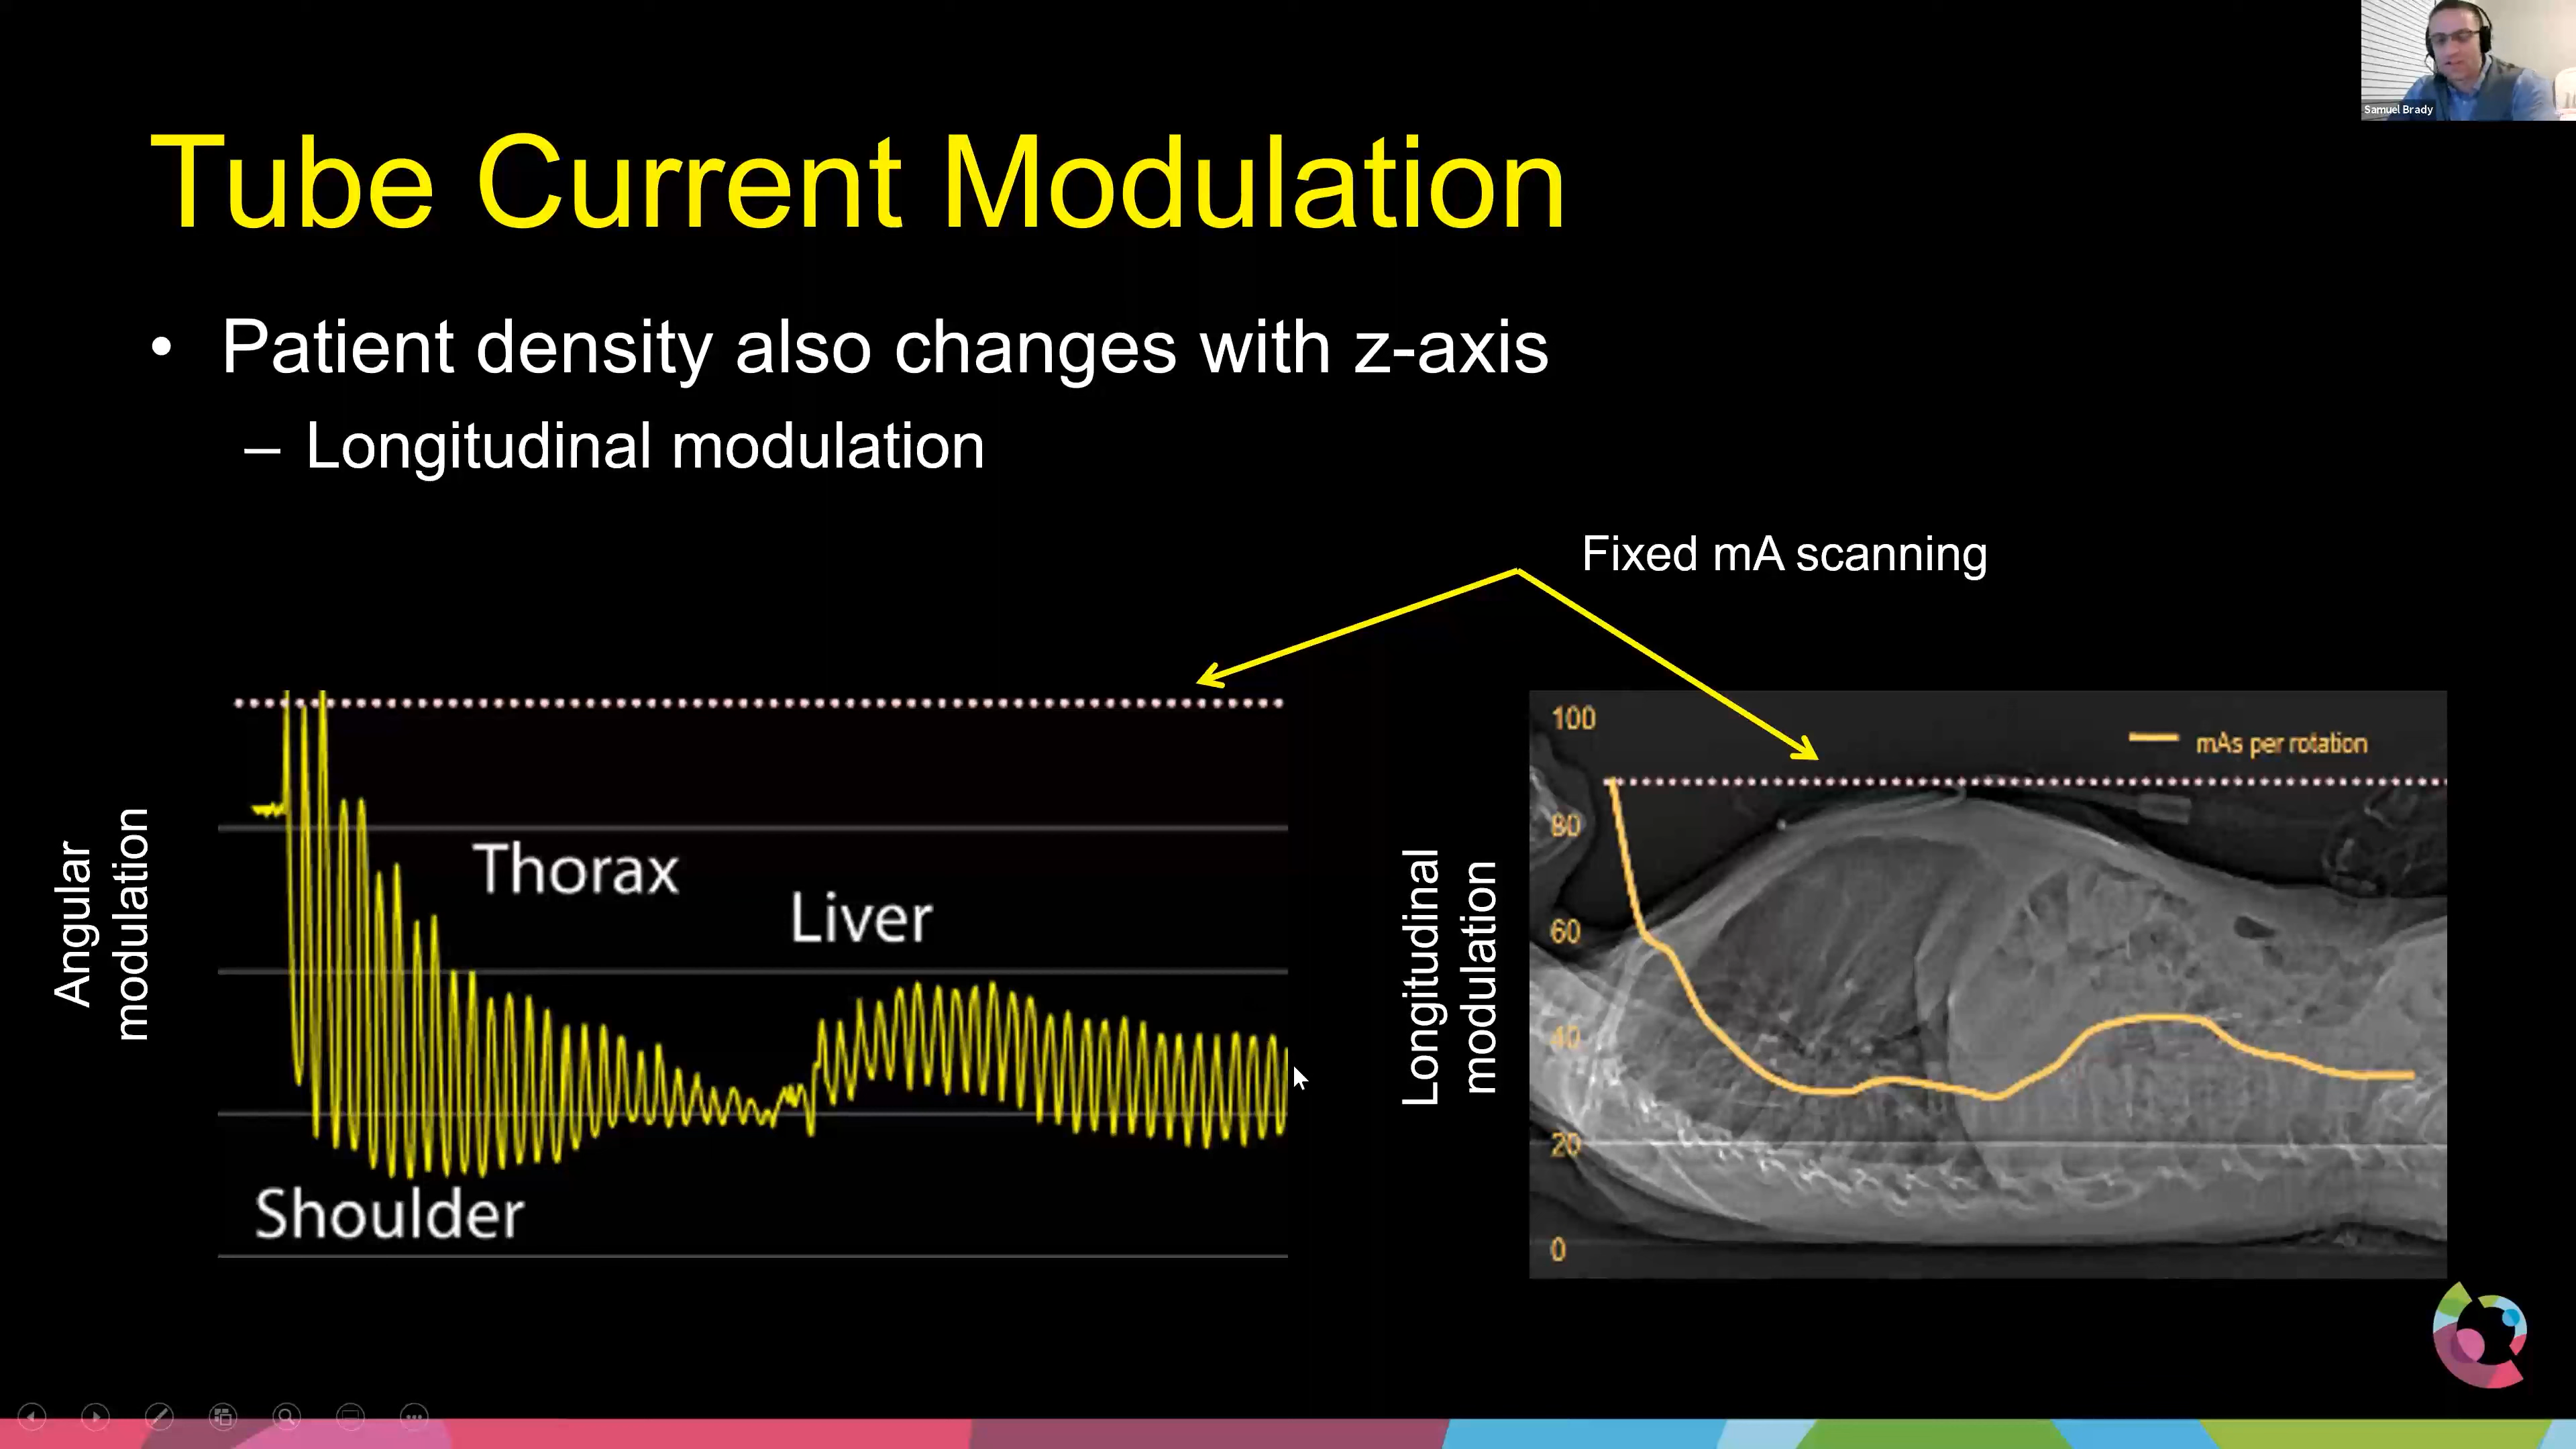 Samuel Brady
Tube Current Modulation
• Patient density also changes with z-axis
– Longitudinal modulation
Fixed mA scanning
Angular
modulation
Thorax
Liver
Shoulder
Longitudinal
modulation
100
mAs per rotation
80
60
40
20
0